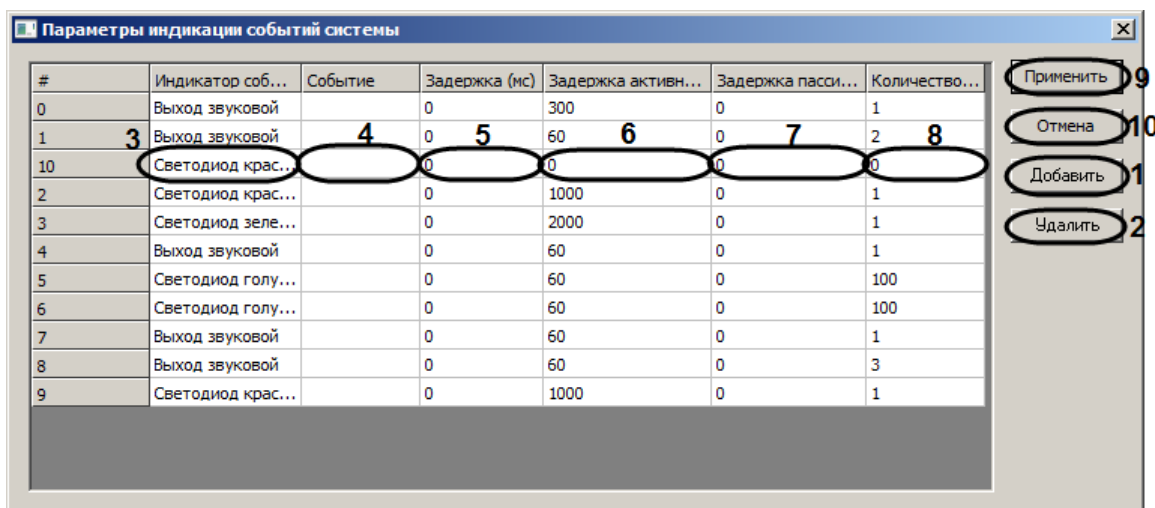 Параметры индикации событий системы
# Индикатор соб... Событие Задержка (мс) Задержка активн... Задержка пасси... Количество... Применить 9
0 Выход звуковой 0 300 0 1
1 3 Выход звуковой 4 0 5 60 6 0 7 2 8 Отмена 10
10 Светодиод крас... 0 0 0 0 Добавить 1
2 Светодиод крас... 0 1000 0 1
3 Светодиод зеле... 0 2000 0 1 Удалить 2
4 Выход звуковой 0 60 0 1
5 Светодиод голу... 0 60 0 100
6 Светодиод голу... 0 60 0 100
7 Выход звуковой 0 60 0 1
8 Выход звуковой 0 60 0 3
9 Светодиод крас... 0 1000 0 1